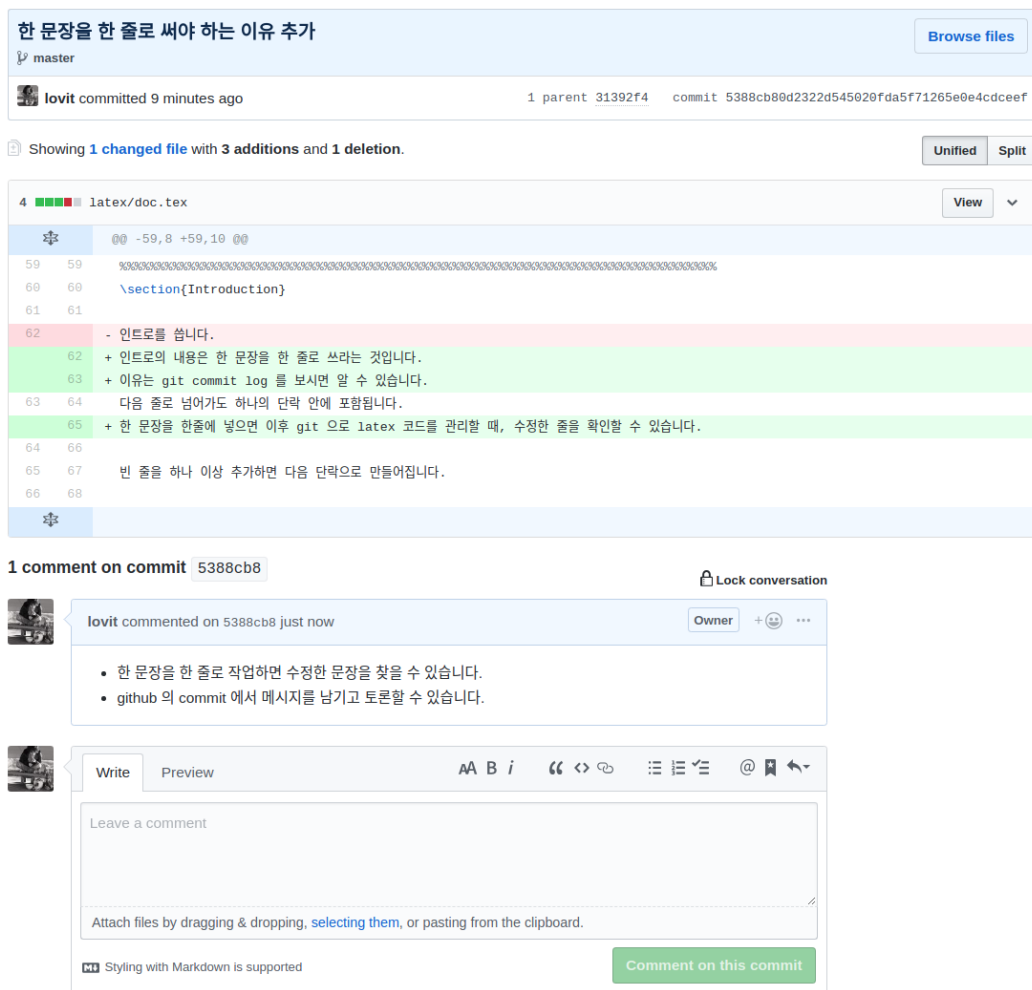 한 문장을 한 줄로 써야 하는 이유 추가
Browse files
master
lovit committed 9 minutes ago
1 parent 31392f4 commit 5388cb80d2322d545020fda5f71265e0e4cdceef
Showing 1 changed file with 3 additions and 1 deletion.
Unified Split
4 latex/doc.tex
View
@@ -59,8 +59,10 @@
59 59 %%%%%%%%%%%%%%%%%%%%%%%%%%%%%%%%%%%%%%%%%%%%%%%%%%%%%%%%%%%%%%%%%%%%%%%%%%%%%%%%
60 60 \section{Introduction}
61 61
62 - 인트로를 씁니다.
62 + 인트로의 내용은 한 문장을 한 줄로 쓰라는 것입니다.
63 + 이유는 git commit log 를 보시면 알 수 있습니다.
63 64 다음 줄로 넘어가도 하나의 단락 안에 포함됩니다.
65 + 한 문장을 한줄에 넣으면 이후 git 으로 latex 코드를 관리할 때, 수정한 줄을 확인할 수 있습니다.
64 66
65 67 빈 줄을 하나 이상 추가하면 다음 단락으로 만들어집니다.
66 68
1 comment on commit 5388cb8
Lock conversation
lovit commented on 5388cb8 just now
Owner
• 한 문장을 한 줄로 작업하면 수정한 문장을 찾을 수 있습니다.
• github 의 commit 에서 메시지를 남기고 토론할 수 있습니다.
Write Preview
AA B i
Leave a comment
Attach files by dragging & dropping, selecting them, or pasting from the clipboard.
Styling with Markdown is supported
Comment on this commit